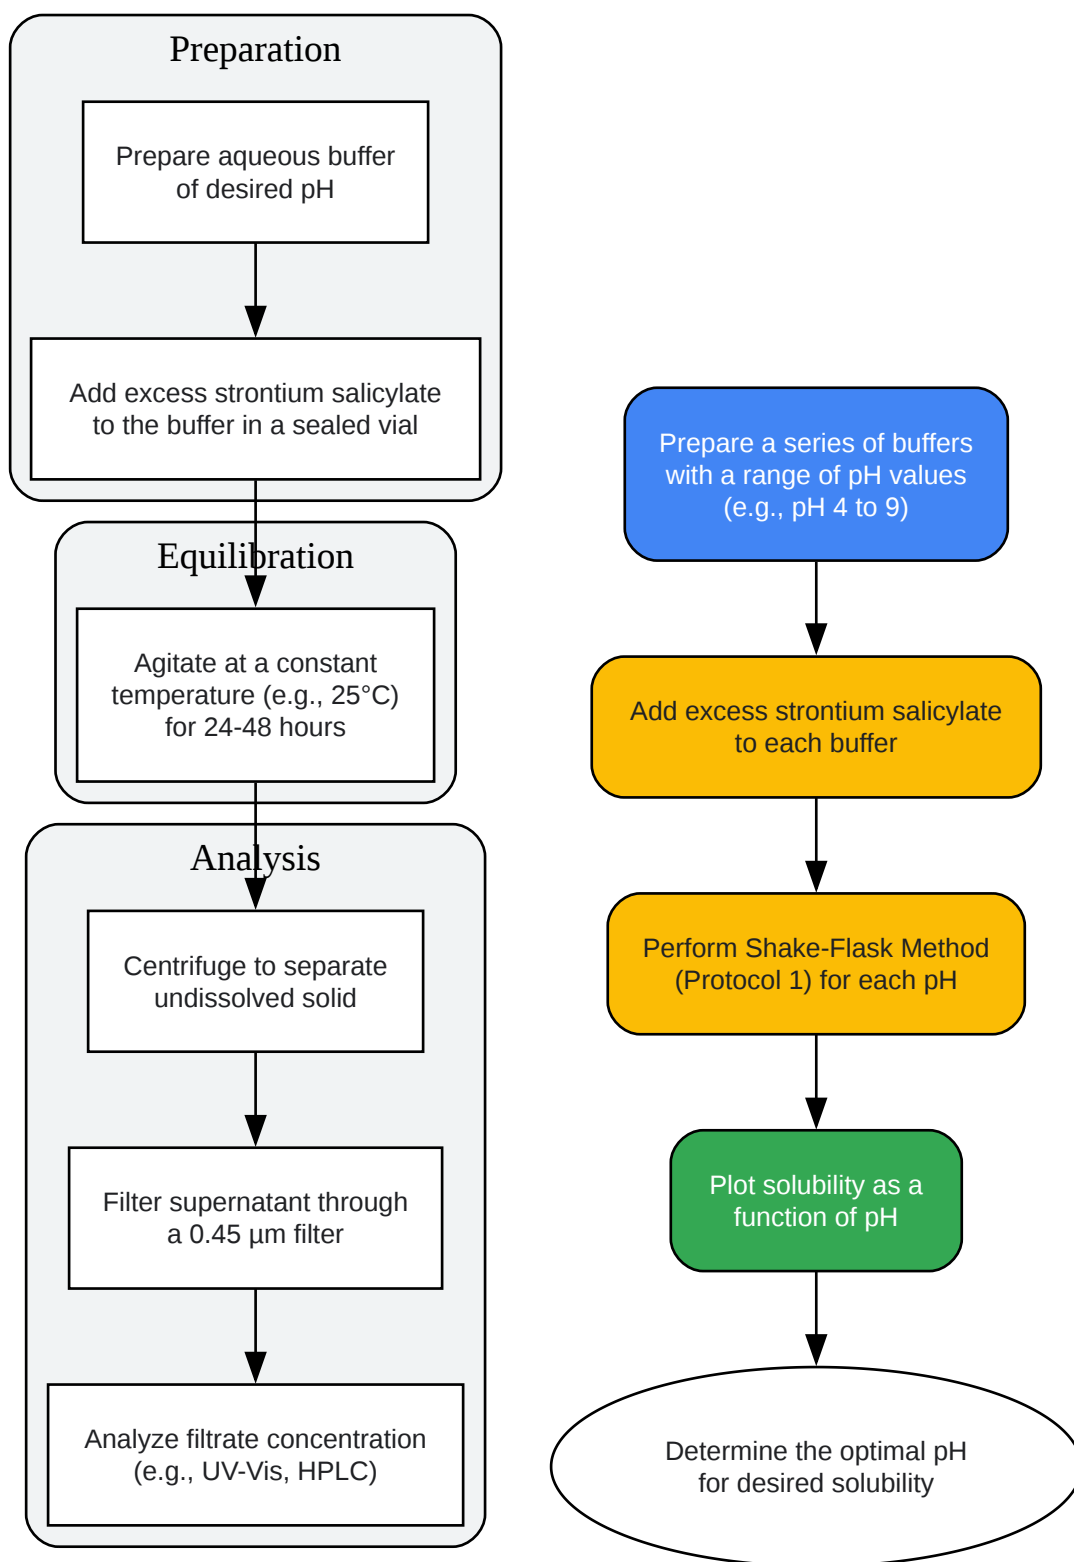 Preparation
Prepare aqueous buffer
of desired pH
Add excess strontium salicylate
to the buffer in a sealed vial
Equilibration
Agitate at a constant
temperature (e.g., 25°C)
for 24-48 hours
Analysis
Centrifuge to separate
undissolved solid
Filter supernatant through
a 0.45 µm filter
Analyze filtrate concentration
(e.g., UV-Vis, HPLC)
Prepare a series of buffers
with a range of pH values
(e.g., pH 4 to 9)
Add excess strontium salicylate
to each buffer
Perform Shake-Flask Method
(Protocol 1) for each pH
Plot solubility as a
function of pH
Determine the optimal pH
for desired solubility